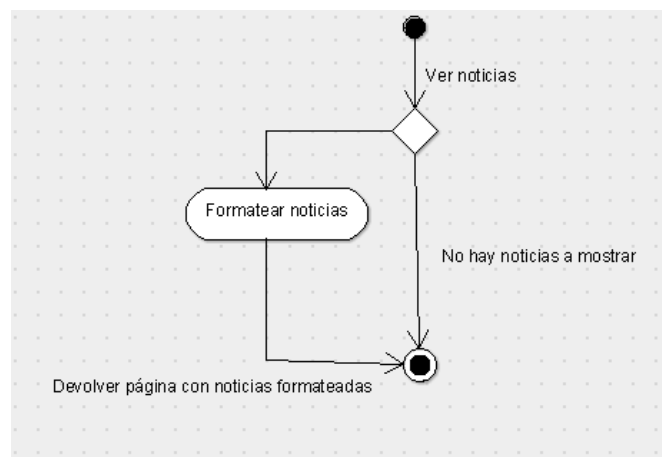 Ver noticias
Formatear noticias
No hay noticias a mostrar
Devolver página con noticias formateadas